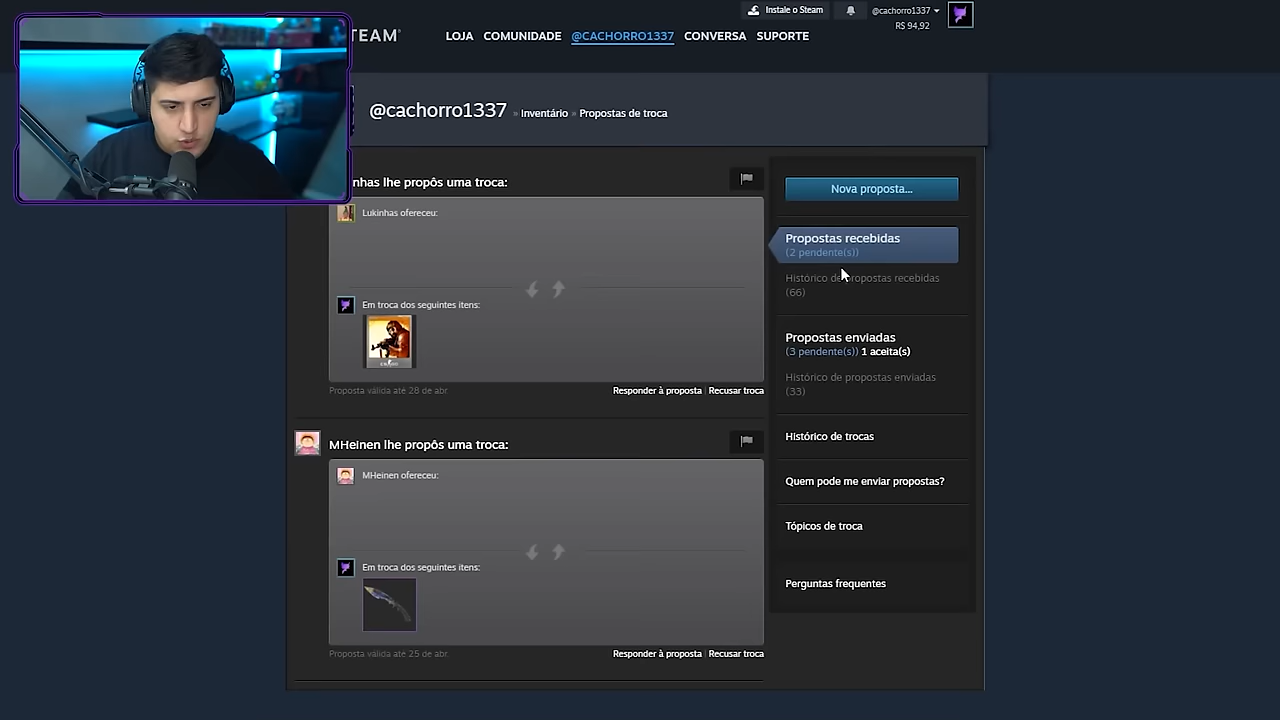 Instale o Steam
@cachorro1337
R$ 94,92
TEAM®
LOJA COMUNIDADE @CACHORRO1337 CONVERSA SUPORTE
@cachorro1337 » Inventário » Propostas de troca
nhas lhe propôs uma troca:
Lukinhas ofereceu:
Em troca dos seguintes itens:
Proposta válida até 28 de abr
Responder à proposta Recusar troca
MHeinen lhe propôs uma troca:
MHeinen ofereceu:
Em troca dos seguintes itens:
Proposta válida até 25 de abr
Responder à proposta Recusar troca
Nova proposta...
Propostas recebidas
(2 pendente(s))
Histórico de propostas recebidas
(66)
Propostas enviadas
(3 pendente(s)) 1 aceita(s)
Histórico de propostas enviadas
(33)
Histórico de trocas
Quem pode me enviar propostas?
Tópicos de troca
Perguntas frequentes